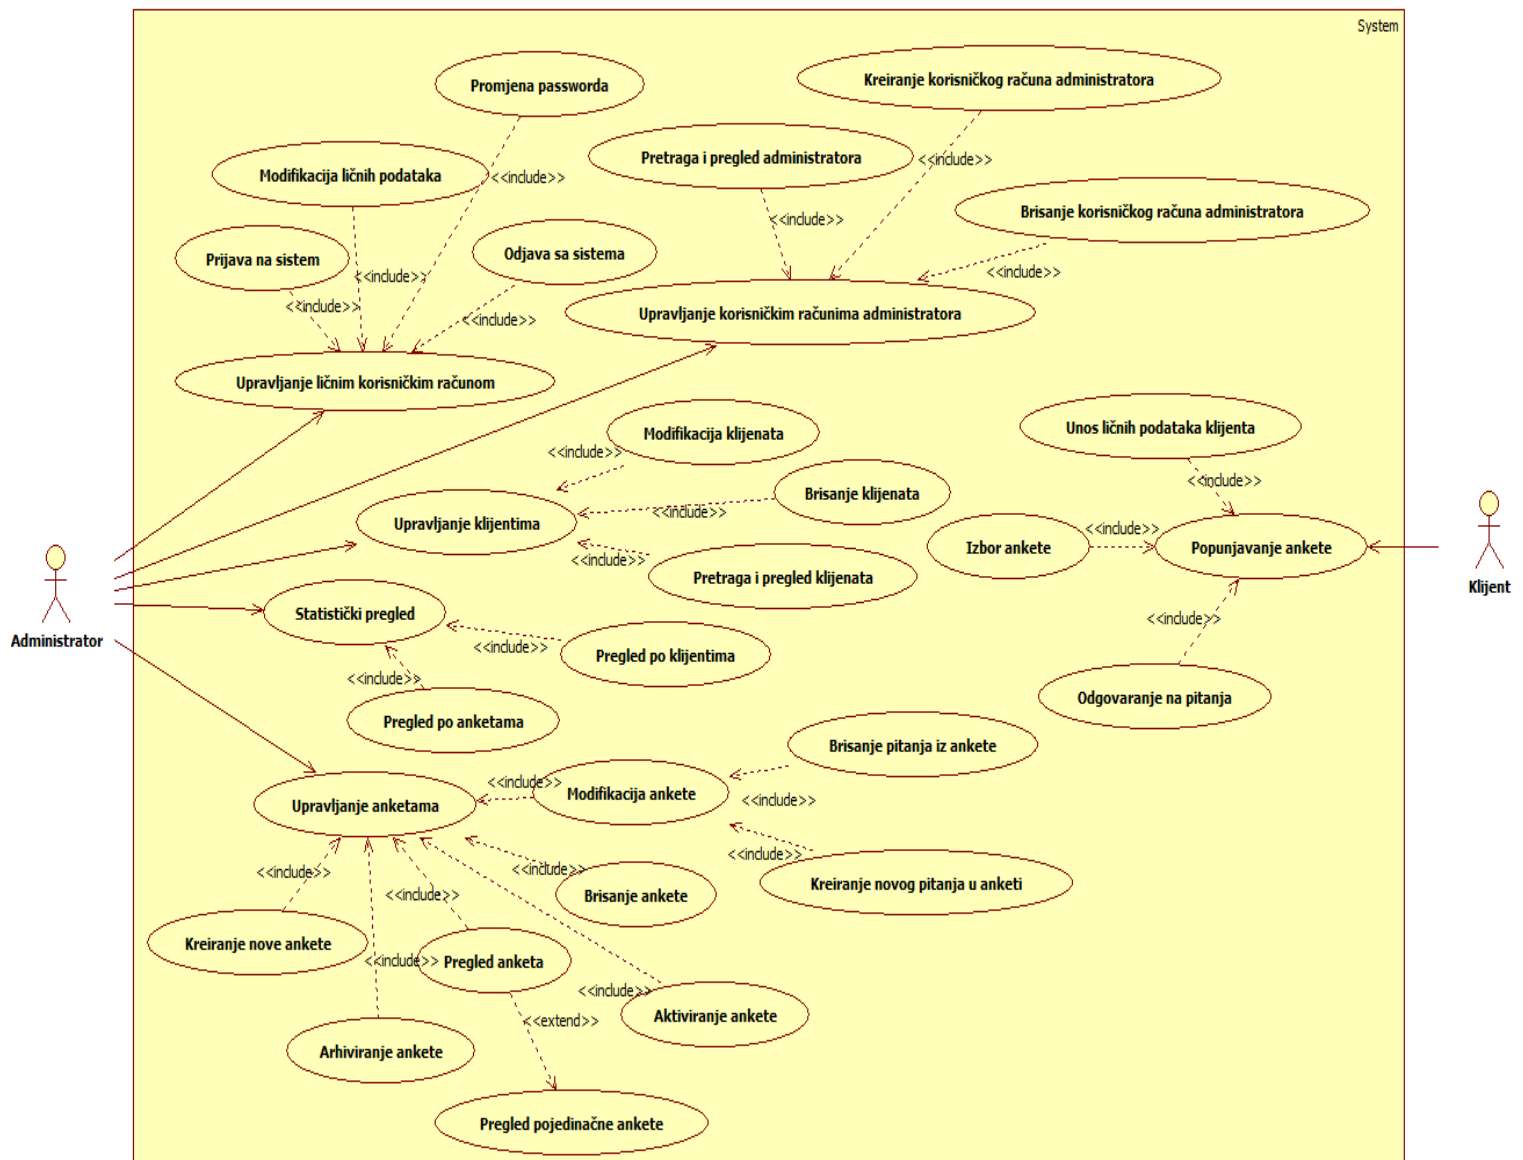 System
Promjena passworda
Kreiranje korisničkog računa administratora
Pretraga i pregled administratora
<<include>>
Modifikacija ličnih podataka
<<include>>
Brisanje korisničkog računa administratora
<<include>>
Prijava na sistem
Odjava sa sistema
<<include>>
<<include>>
<<include>>
<<include>>
Upravljanje korisničkim računima administratora
Upravljanje ličnim korisničkim računom
Modifikacija klijenata
Unos ličnih podataka klijenta
<<include>>
<<include>>
Brisanje klijenata
<<include>>
Upravljanje klijentima
<<include>>
Izbor ankete
Popunjavanje ankete
<<include>>
Pretraga i pregled klijenata
Klijent
Statistički pregled
<<include>>
Administrator
<<include>>
Pregled po klijentima
<<include>>
Odgovaranje na pitanja
Pregled po anketama
Brisanje pitanja iz ankete
<<include>>
Modifikacija ankete
<<include>>
Upravljanje anketama
<<include>>
<<include>>
<<include>>
Kreiranje novog pitanja u anketi
<<include>>
Brisanje ankete
Kreiranje nove ankete
<<include>>
Pregled anketa
<<include>>
Aktiviranje ankete
<<extend>>
Arhiviranje ankete
Pregled pojedinačne ankete